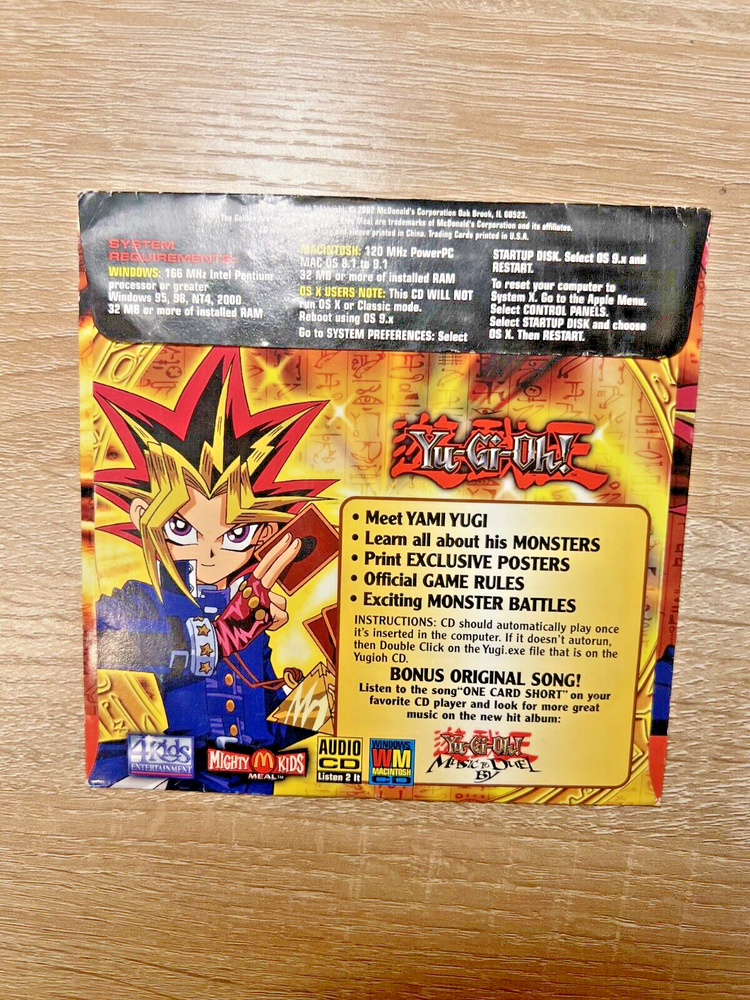 The Golden
© 2002 McDonald's Corporation Oak Brook, IL 60523.
Meal are trademarks of McDonald's Corporation and its affiliates.
Sleeve printed in China. Trading Cards printed in U.S.A.
SYSTEM
REQUIREMENTS:
WINDOWS: 166 MHz Intel Pentium
processor or greater
Windows 95, 98, NT4, 2000
32 MB or more of installed RAM
MACINTOSH: 120 MHz PowerPC
MAC OS 8.1 to 9.1
32 MB or more of installed RAM
OS X USERS NOTE: This CD WILL NOT
run OS X or Classic mode.
Reboot using OS 9.x
Go to SYSTEM PREFERENCES: Select
STARTUP DISK. Select OS 9.x and
RESTART.
To reset your computer to
System X. Go to the Apple Menu.
Select CONTROL PANELS.
Select STARTUP DISK and choose
OS X. Then RESTART.
遊戯王
Yu-Gi-Oh!
• Meet YAMI YUGI
• Learn all about his MONSTERS
• Print EXCLUSIVE POSTERS
• Official GAME RULES
• Exciting MONSTER BATTLES
INSTRUCTIONS: CD should automatically play once
it's inserted in the computer. If it doesn't autorun,
then Double Click on the Yugi.exe file that is on the
Yugioh CD.
BONUS ORIGINAL SONG!
Listen to the song"ONE CARD SHORT" on your
favorite CD player and look for more great
music on the new hit album:
Yu-Gi-Oh!
MUSIC TO DUEL
BY
4Kids
ENTERTAINMENT
MIGHTY KIDS
MEAL™
AUDIO
CD
Listen 2 It
WINDOWS
WM
MACINTOSH
CD